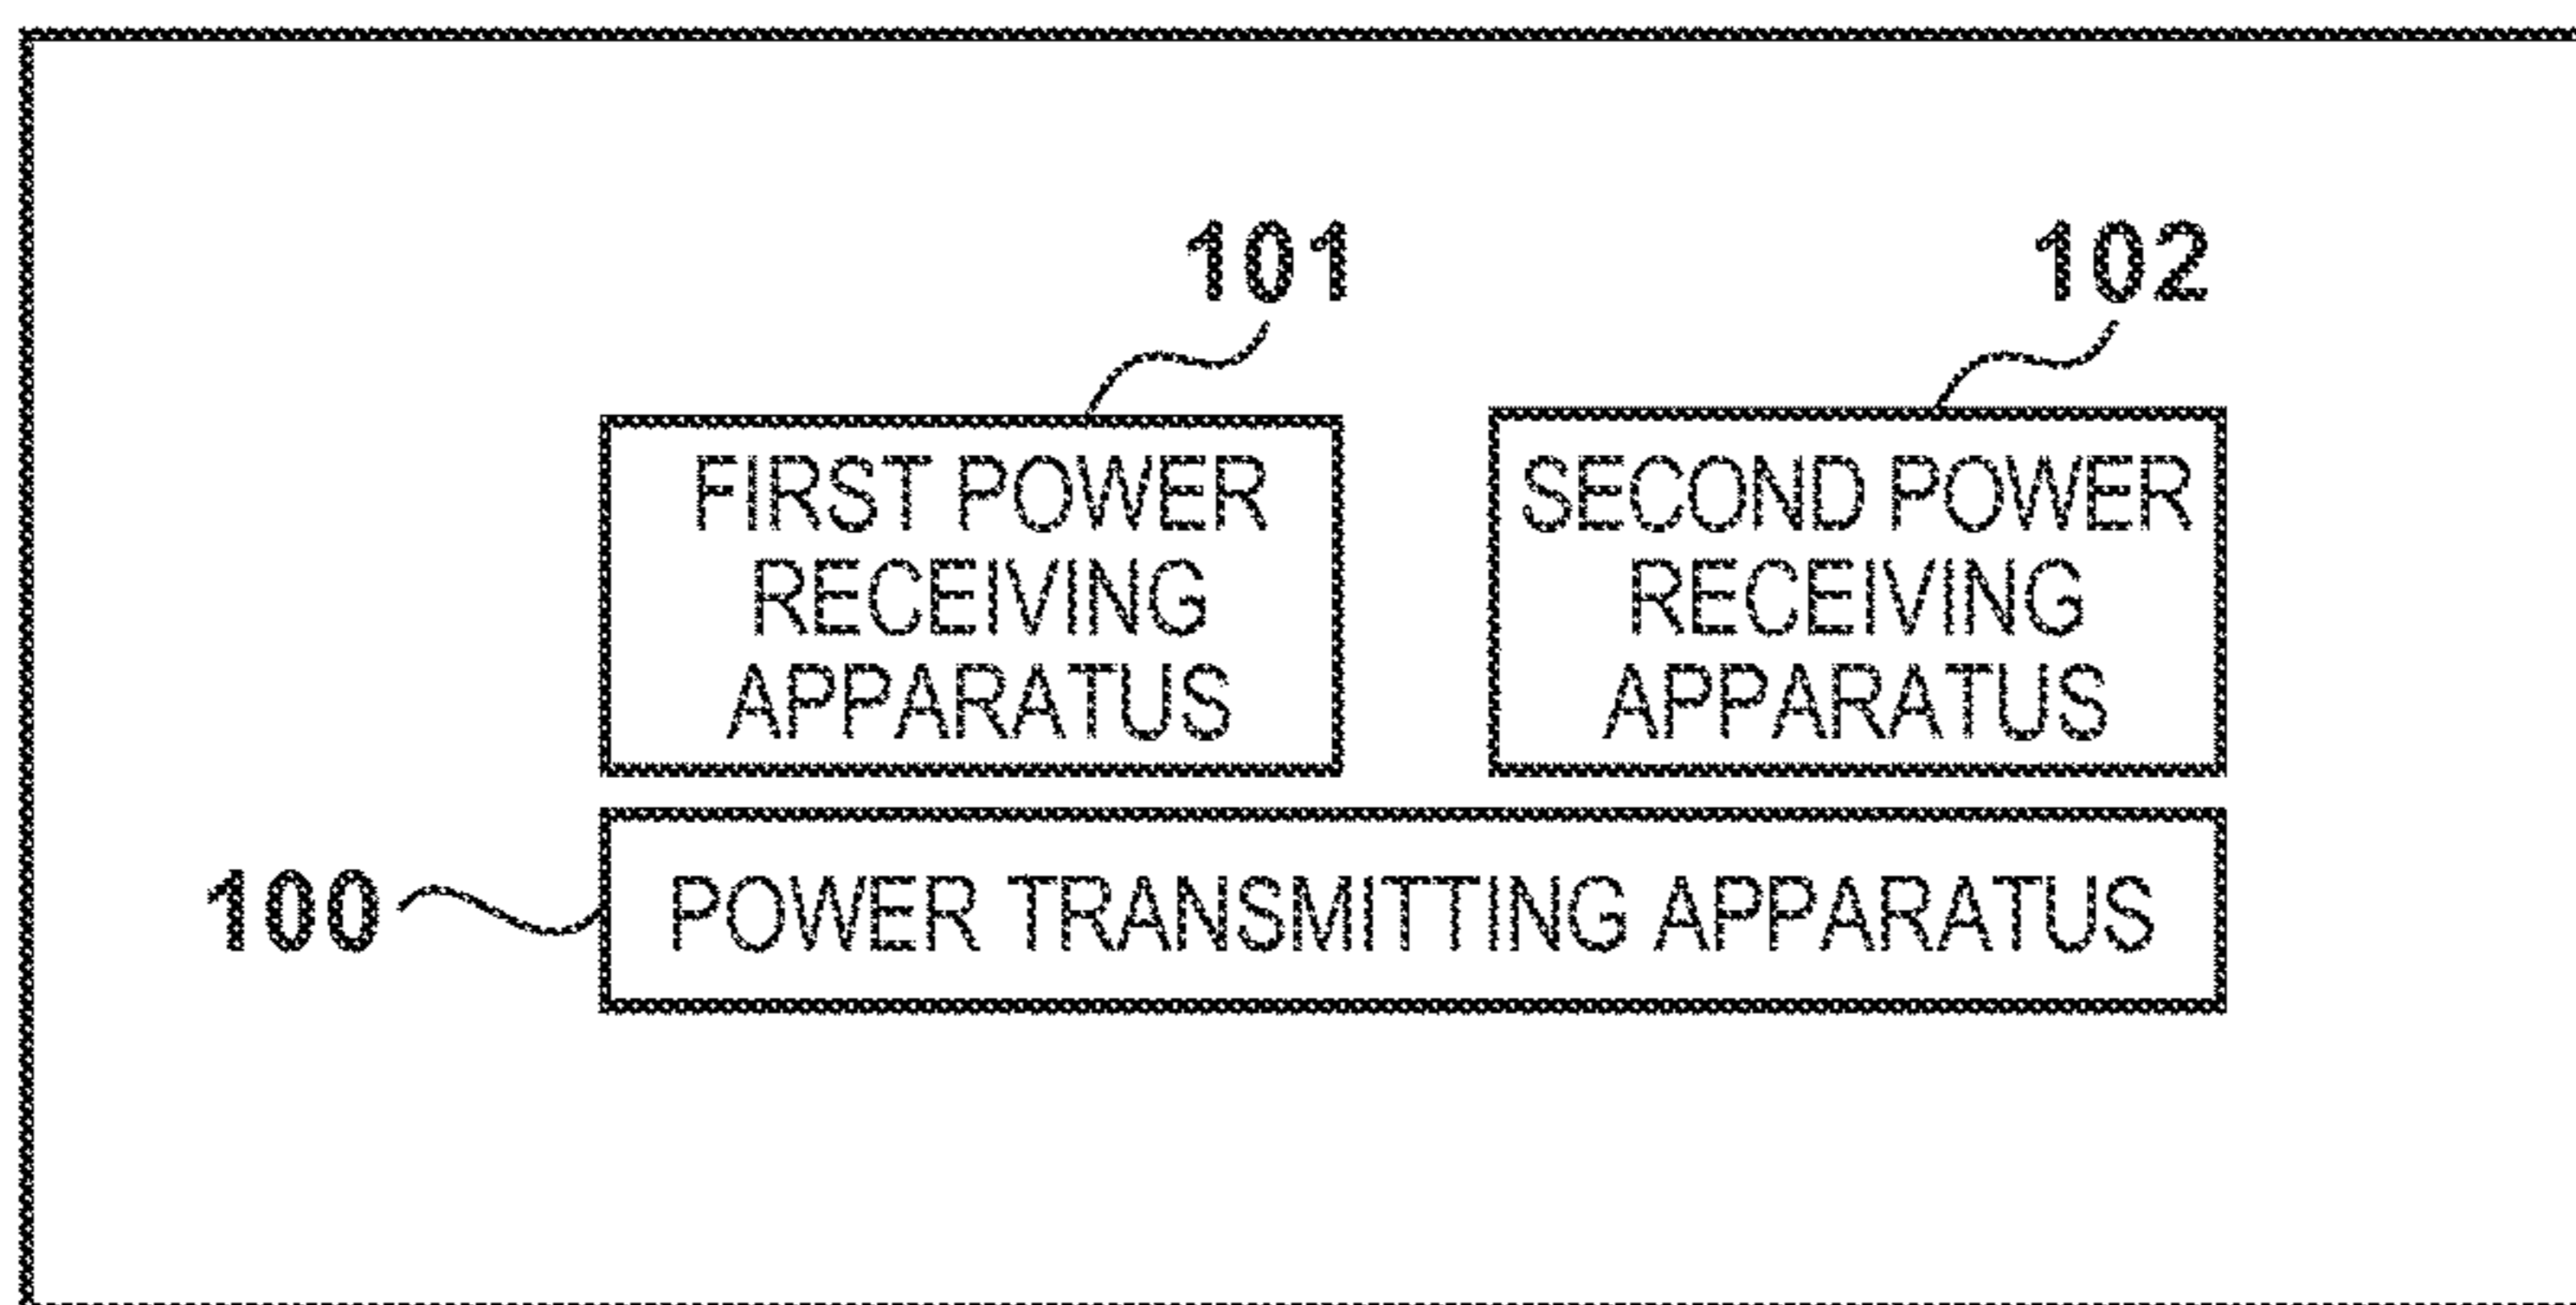 101
102
FIRST POWER
RECEIVING
APPARATUS
SECOND POWER
RECEIVING
APPARATUS
100
POWER TRANSMITTING APPARATUS